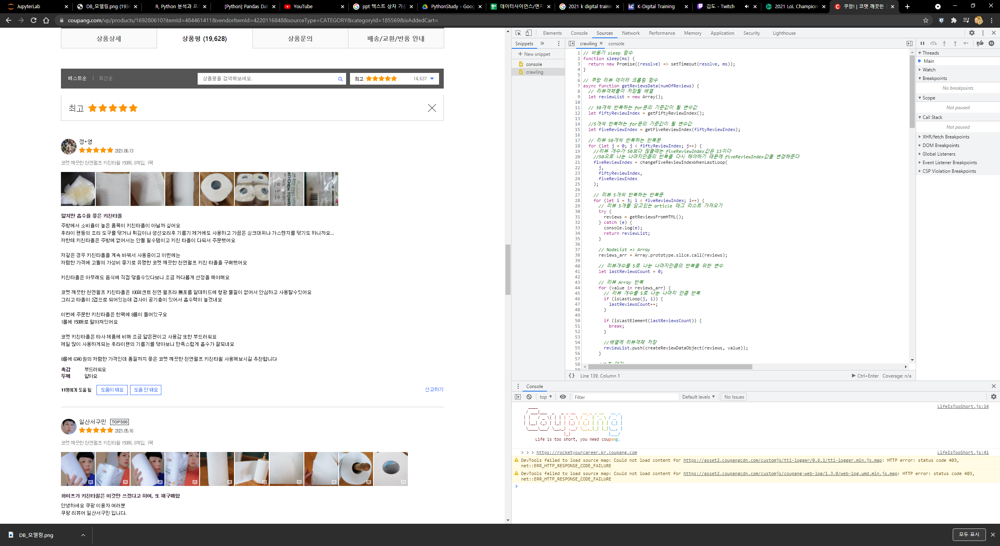 JupyterLab
DB_모델링.png (1936
R, Python 분석과 프
[Python] Pandas Dat
YouTube
ppt 텍스트 상자 가운
PythonStudy - Goog
데이터사이언스/엔지
2021 k digital trainin
K-Digital Training
김도 - Twitch
2021 LoL Champion
쿠팡! | 코멧 깨끗한
coupang.com/vp/products/169280610?itemId=484461411&vendorItemId=4220116848&sourceType=CATEGORY&categoryId=185569&isAddedCart=
상품상세
상품평 (19,628)
상품문의
배송/교환/반품 안내
베스트순
최신순
상품평을 검색해보세요.
최고
14,637
최고
정*영
2021.06.13
코멧 깨끗한 천연펄프 키친타월 150매, 8개입, 1팩
얇지만 흡수율 좋은 키친타올
주방에서 소비율이 높은 품목이 키친타올이 아닐까 싶어요
후라이 팬등의 조리 도구를 닦거나 튀김이나 생선요리후 기름기 제거에도 사용하고 가끔은 싱크대위나 가스렌지를 닦기도 하니까요...
저한테 키친타올은 주방에 없어서는 안될 필수템이고 키친 타올이 다되서 주문했어요
저같은 경우 키친타올을 계속 바꿔서 사용중이고 이번에는
저렴한 가격에 고퀄의 가성비 좋기로 유명한 코멧 깨끗한 천연펄프 키친 타올을 구매했어요
키친타올은 아무래도 음식에 직접 닿을수있다보니 조금 까다롭게 선정을 해야해요
코멧 깨끗한 천연펄프 키친타올은 100퍼센트 천연 펄프라 無포름 알데히드에 형광 물질이 없어서 안심하고 사용할수있어요
그리고 타올이 2겹으로 되어있는데 겹사이 공기층이 있어서 흡수력이 높겠네요
이번에 주문한 키친타올은 한팩에 8롤이 들어있구요
1롤에 150매로 말아져있어요
코멧 키친타올은 타사 제품에 비해 조금 얇은편이고 사용감 또한 부드러워요
제일 많이 사용하게되는 후라이팬의 기름기를 닦아보니 만족스럽게 흡수가 잘되네요
8롤에 6340원의 저렴한 가격인데 품질까지 좋은 코멧 깨끗한 천연펄프 키친타월 사용해보시길 추천합니다
촉감 부드러워요
두께 얇아요
11명에게 도움 됨
도움이 돼요
도움 안 돼요
신고하기
일산서구민
TOP500
2021.05.16
코멧 깨끗한 천연펄프 키친타월 150매, 8개입, 1팩
와이프가 키친타월은 이것만 쓰겠다고 하여, 또 재구매함
안녕하세요 쿠팡 이용자 여러분
쿠팡 리뷰어 일산서구민 입니다.
Elements
Console
Sources
Network
Performance
Memory
Application
Security
Lighthouse
Snippets
New snippet
console
crawling
crawling
console
1 // 비동기 sleep 함수
2 function sleep(ms) {
3 return new Promise((resolve) => setTimeout(resolve, ms));
4 }
5
6 // 쿠팡 리뷰 데이터 크롤링 함수
7 async function getReviewsData(numOfReviews) {
8 // 리뷰객체들이 저장될 배열
9 let reviewList = new Array();
10
11 // 50개씩 반복하는 for문의 기준값이 될 변수값
12 let fiftyReviewIndex = getFiftyReviewIndex();
13
14 //5개씩 반복하는 for문의 기준값이 될 변수값
15 let fiveReviewIndex = getFiveReviewIndex(fiftyReviewIndex);
16
17 // 리뷰 50개씩 반복하는 반복문
18 for (let j = 0; j < fiftyReviewIndex; j++) {
19 //리뷰 개수가 50보다 많을때는 fiveReviewIndex값은 13이다
20 //50으로 나눈 나머지만큼의 반복을 다시 해야하기 때문에 fiveReviewIndex값을 변경해준다
21 fiveReviewIndex = changeFiveReviewIndexWhenLastLoop(
22 j,
23 fiftyReviewIndex,
24 fiveReviewIndex
25 );
26
27 // 리뷰 5개씩 반복하는 반복문
28 for (let i = 3; i < fiveReviewIndex; i++) {
29 // 리뷰 5개를 담고있는 article 태그 리스트 가져오기
30 try {
31 reviews = getReviewsFromHTML();
32 } catch (e) {
33 console.log(e);
34 return reviewList;
35 }
36
37 // NodeList => Array
38 reviews_arr = Array.prototype.slice.call(reviews);
39
40 // 리뷰개수를 5로 나눈 나머지만큼의 반복을 위한 변수
41 let lastReviewsCount = 0;
42
43 // 리뷰 Array 반복
44 for (value in reviews_arr) {
45 // 리뷰 개수를 5로 나눈 나머지 만큼 반복
46 if (isLastLoop(j, i)) {
47 lastReviewsCount++;
48 }
49
50 if (isLastElement(lastReviewsCount)) {
51 break;
52 }
53
54 //배열에 리뷰객체 저장
55 reviewList.push(createReviewDataObject(reviews, value));
56 }
57
58
59
{} Line 139, Column 1
Ctrl+Enter Coverage: n/a
Threads
Main
Watch
Breakpoints
No breakpoints
Scope
Not paused
Call Stack
Not paused
XHR/fetch Breakpoints
DOM Breakpoints
Global Listeners
Event Listener Breakpoints
CSP Violation Breakpoints
Console
top
Filter
Default levels
No Issues
LifeIsTooShort.js:14
Coupang
Life is too short, you need coupang.
> > > https://rocketyourcareer.kr.coupang.com
LifeIsTooShort.js:41
DevTools failed to load source map: Could not load content for https://asset2.coupangcdn.com/customjs/tti-logger/0.6.1/tti-logger.min.js.map: HTTP error: status code 403,
net::ERR_HTTP_RESPONSE_CODE_FAILURE
DevTools failed to load source map: Could not load content for https://asset2.coupangcdn.com/customjs/coupang-web-log/1.3.0/web-log.umd.min.js.map: HTTP error: status code 403,
net::ERR_HTTP_RESPONSE_CODE_FAILURE
DB_모델링.png
모두 표시